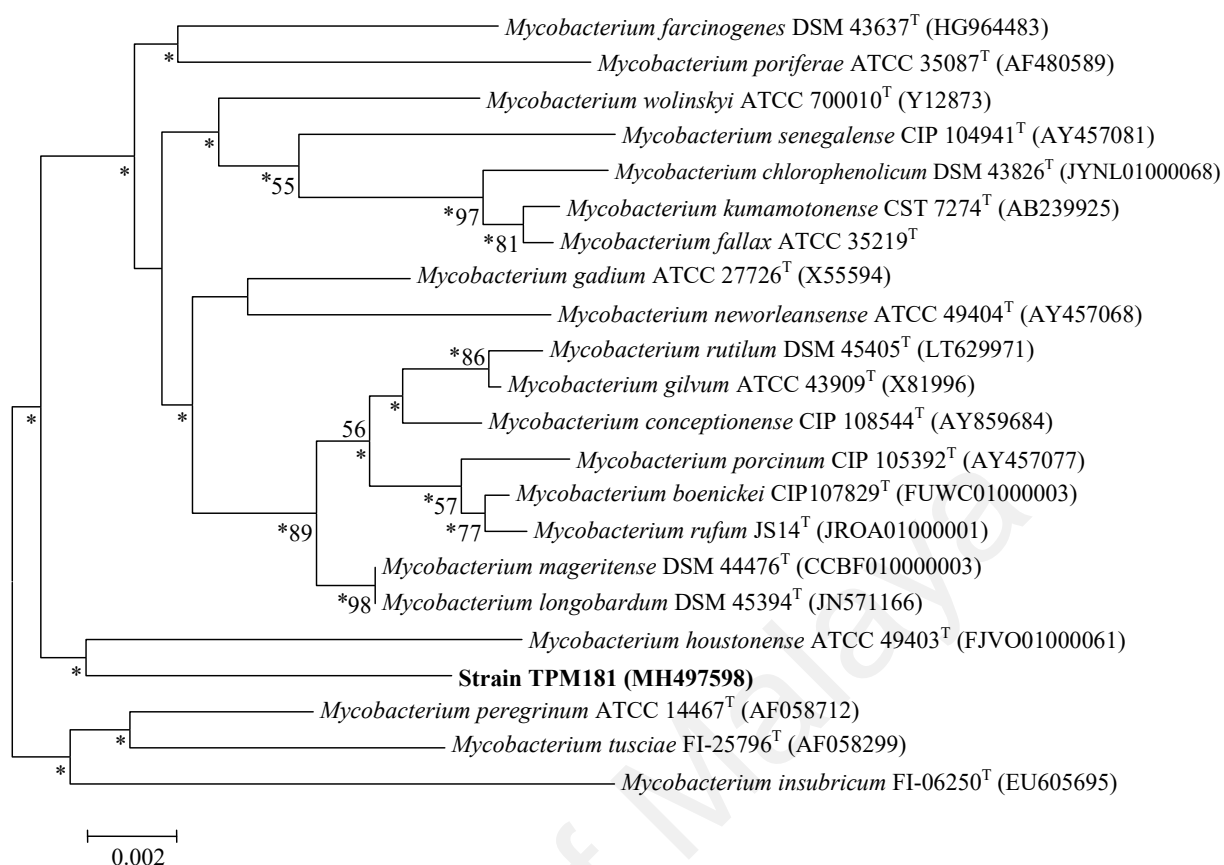 Mycobacterium farcinogenes DSM 43637T (HG964483)
Mycobacterium poriferae ATCC 35087T (AF480589)
*
Mycobacterium wolinskyi ATCC 700010T (Y12873)
Mycobacterium senegalense CIP 104941T (AY457081)
*
*
Mycobacterium chlorophenolicum DSM 43826T (JYNL01000068)
*55
Mycobacterium kumamotonense CST 7274T (AB239925)
*97
Mycobacterium fallax ATCC 35219T
*81
Mycobacterium gadium ATCC 27726T (X55594)
Mycobacterium neworleansense ATCC 49404T (AY457068)
Mycobacterium rutilum DSM 45405T (LT629971)
*86
Mycobacterium gilvum ATCC 43909T (X81996)
*
*
*
Mycobacterium conceptionense CIP 108544T (AY859684)
56
*
Mycobacterium porcinum CIP 105392T (AY457077)
Mycobacterium boenickei CIP107829T (FUWC01000003)
*57
Mycobacterium rufum JS14T (JROA01000001)
*77
*89
Mycobacterium mageritense DSM 44476T (CCBF010000003)
Mycobacterium longobardum DSM 45394T (JN571166)
*98
Mycobacterium houstonense ATCC 49403T (FJVO01000061)
*
Strain TPM181 (MH497598)
Mycobacterium peregrinum ATCC 14467T (AF058712)
*
Mycobacterium tusciae FI-25796T (AF058299)
*
Mycobacterium insubricum FI-06250T (EU605695)
0.002
of Malaya